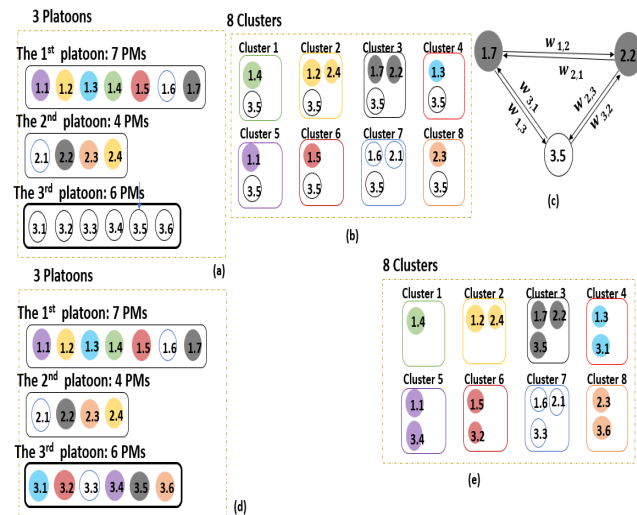 3 Platoons
The 1st platoon: 7 PMs
1.1 1.2 1.3 1.4 1.5 1.6 1.7
The 2nd platoon: 4 PMs
2.1 2.2 2.3 2.4
The 3rd platoon: 6 PMs
3.1 3.2 3.3 3.4 3.5 3.6
(a)
8 Clusters
Cluster 1 Cluster 2 Cluster 3 Cluster 4
1.4 1.2 2.4 1.7 2.2 1.3
3.5 3.5 3.5 3.5
Cluster 5 Cluster 6 Cluster 7 Cluster 8
1.1 1.5 1.6 2.1 2.3
3.5 3.5 3.5 3.5
(b)
1.7 w1,2 2.2
w2,1
w3,1 w2,3
w1,3 w3,2
3.5
(c)
3 Platoons
The 1st platoon: 7 PMs
1.1 1.2 1.3 1.4 1.5 1.6 1.7
The 2nd platoon: 4 PMs
2.1 2.2 2.3 2.4
The 3rd platoon: 6 PMs
3.1 3.2 3.3 3.4 3.5 3.6
(d)
8 Clusters
Cluster 1 Cluster 2 Cluster 3 Cluster 4
1.4 1.2 2.4 1.7 2.2 1.3
3.5 3.1
Cluster 5 Cluster 6 Cluster 7 Cluster 8
1.1 1.5 1.6 2.1 2.3
3.4 3.2 3.3 3.6
(e)